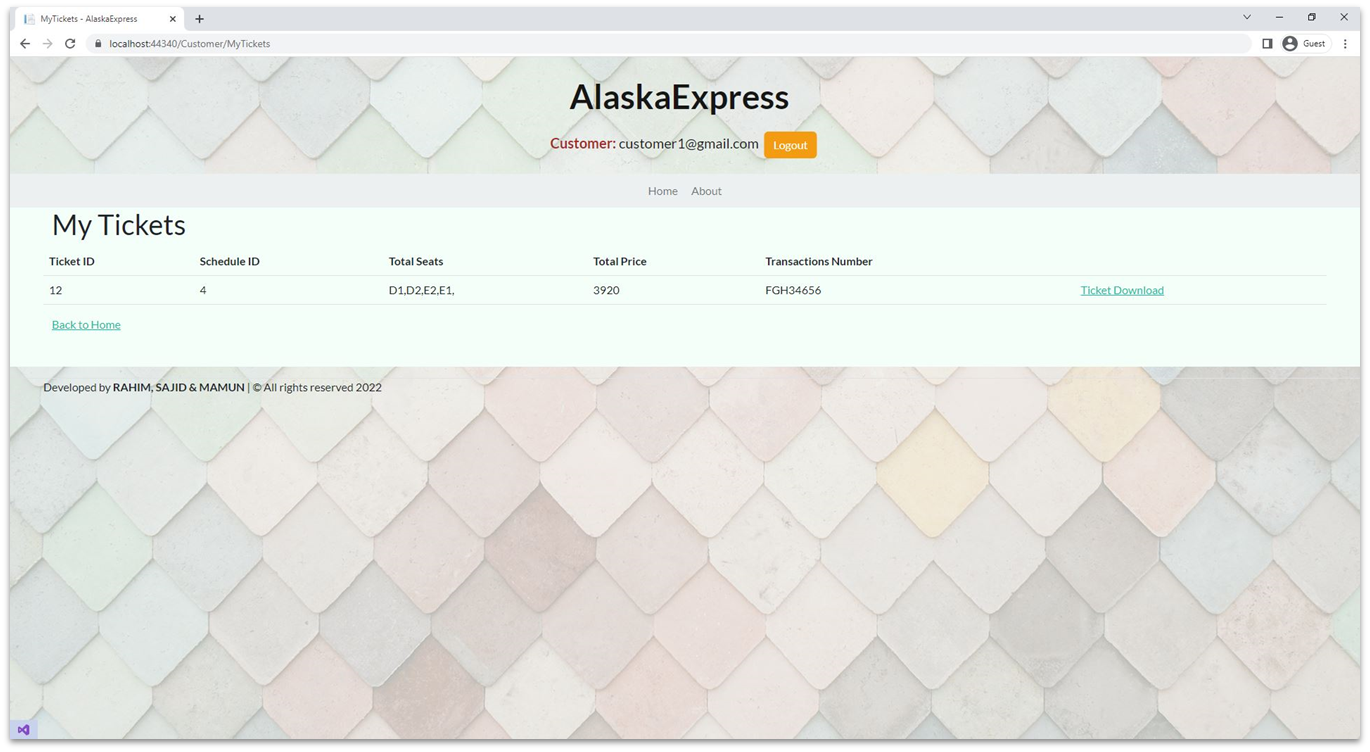 MyTickets - AlaskaExpress
localhost:44340/Customer/MyTickets
Guest
AlaskaExpress
Customer: customer1@gmail.com Logout
Home About
My Tickets
Ticket ID Schedule ID Total Seats Total Price Transactions Number
12 4 D1,D2,E2,E1, 3920 FGH34656 Ticket Download
Back to Home
Developed by RAHIM, SAJID & MAMUN | © All rights reserved 2022